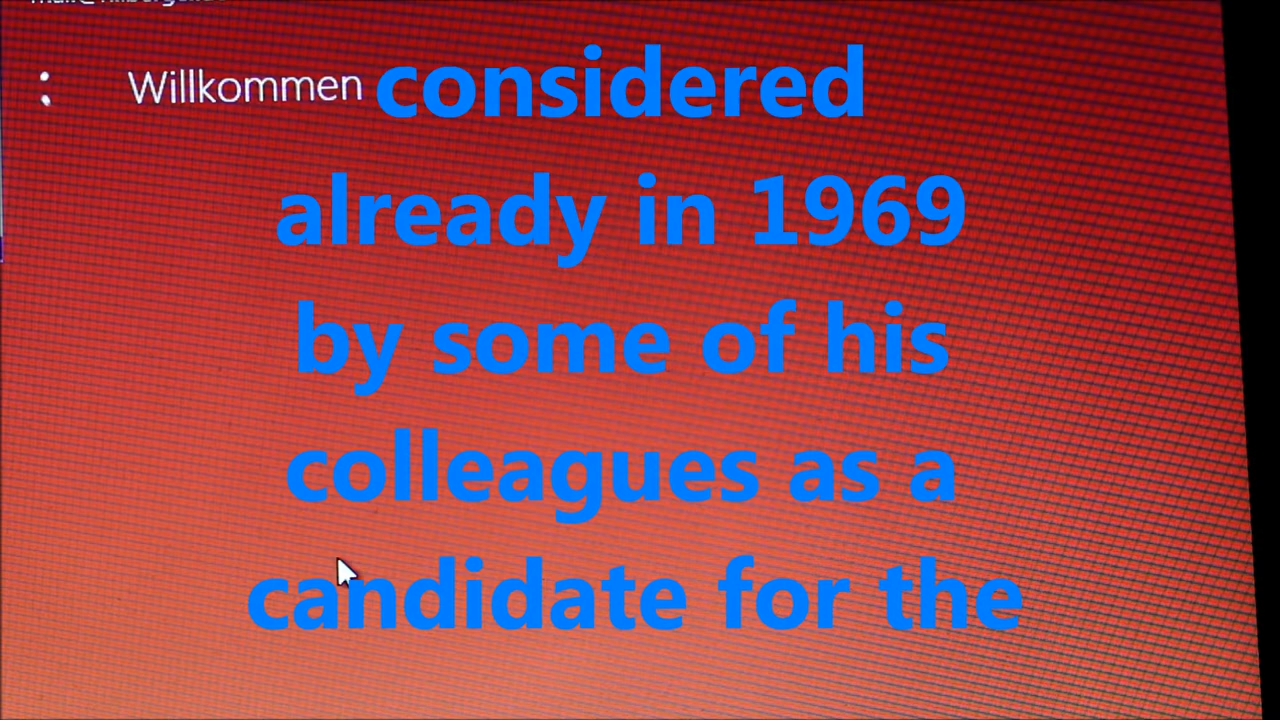 Willkommen
considered
already in 1969
by some of his
colleagues as a
candidate for the